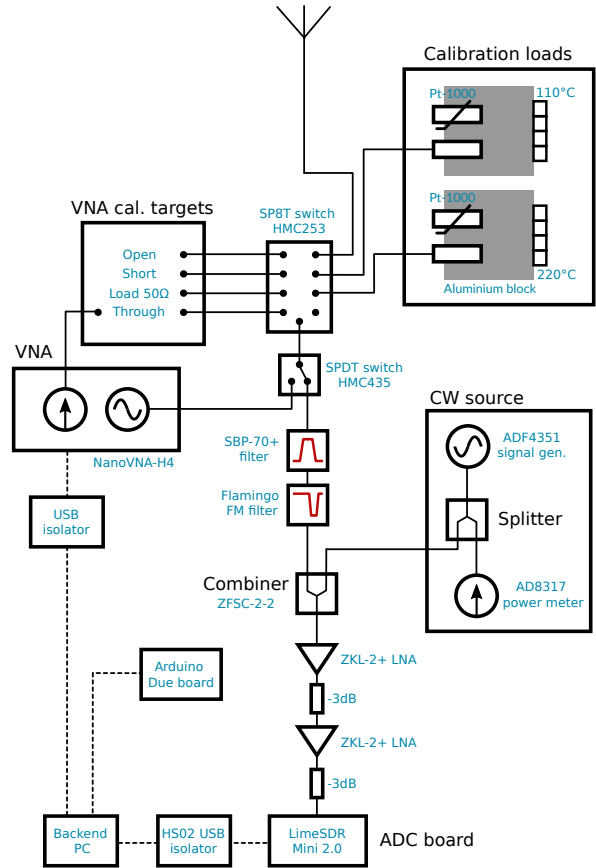 Calibration loads
Pt-1000
110°C
Pt-1000
220°C
Aluminium block
VNA cal. targets
Open
Short
Load 50Ω
Through
SP8T switch
HMC253
VNA
NanoVNA-H4
SPDT switch
HMC435
CW source
ADF4351
signal gen.
Splitter
AD8317
power meter
SBP-70+
filter
Flamingo
FM filter
USB
isolator
Combiner
ZFSC-2-2
ZKL-2+ LNA
-3dB
ZKL-2+ LNA
-3dB
Arduino
Due board
Backend
PC
HS02 USB
isolator
LimeSDR
Mini 2.0
ADC board